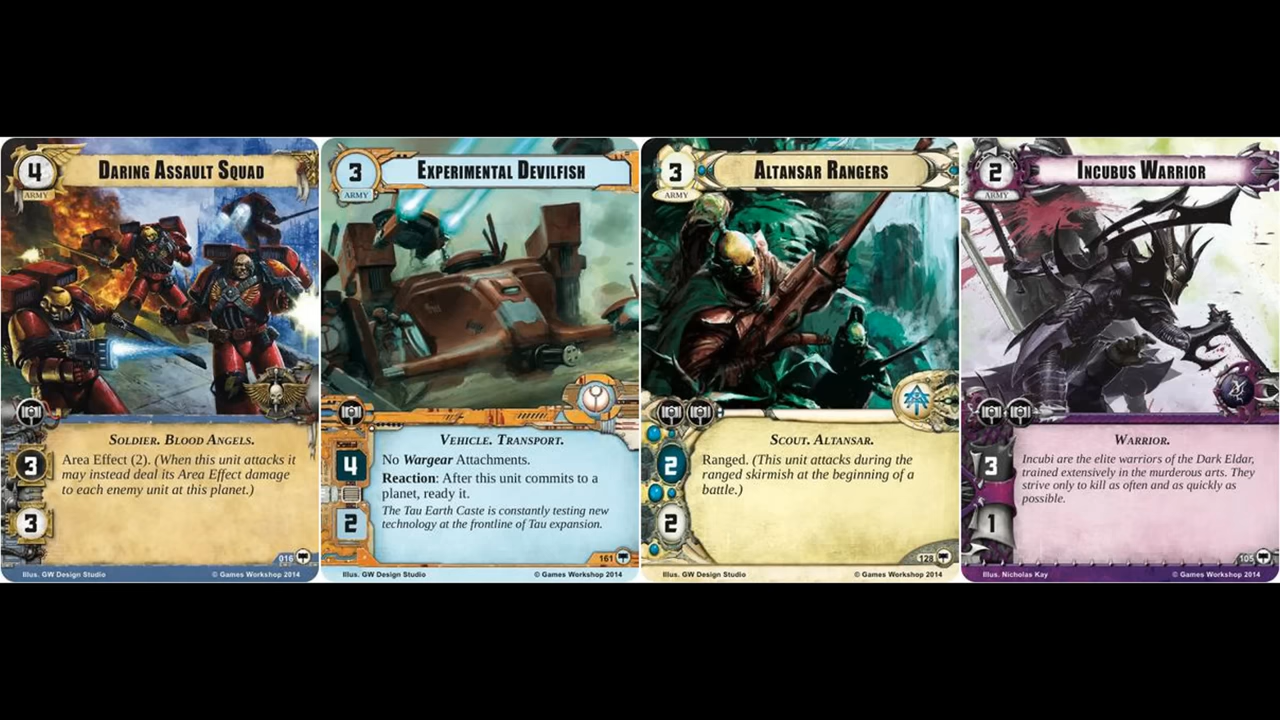 4
ARMY
DARING ASSAULT SQUAD
SOLDIER. BLOOD ANGELS.
3
Area Effect (2). (When this unit attacks it
may instead deal its Area Effect damage
to each enemy unit at this planet.)
3
016
Illus. GW Design Studio
© Games Workshop 2014
3
ARMY
EXPERIMENTAL DEVILFISH
VEHICLE. TRANSPORT.
4
No Wargear Attachments.
Reaction: After this unit commits to a
planet, ready it.
The Tau Earth Caste is constantly testing new
technology at the frontline of Tau expansion.
2
161
Illus. GW Design Studio
© Games Workshop 2014
3
ARMY
ALTANSAR RANGERS
SCOUT. ALTANSAR.
2
Ranged. (This unit attacks during the
ranged skirmish at the beginning of a
battle.)
2
128
Illus. GW Design Studio
© Games Workshop 2014
2
ARMY
INCUBUS WARRIOR
WARRIOR.
3
Incubi are the elite warriors of the Dark Eldar,
trained extensively in the murderous arts. They
strive only to kill as often and as quickly as
possible.
1
105
Illus. Nicholas Kay
© Games Workshop 2014